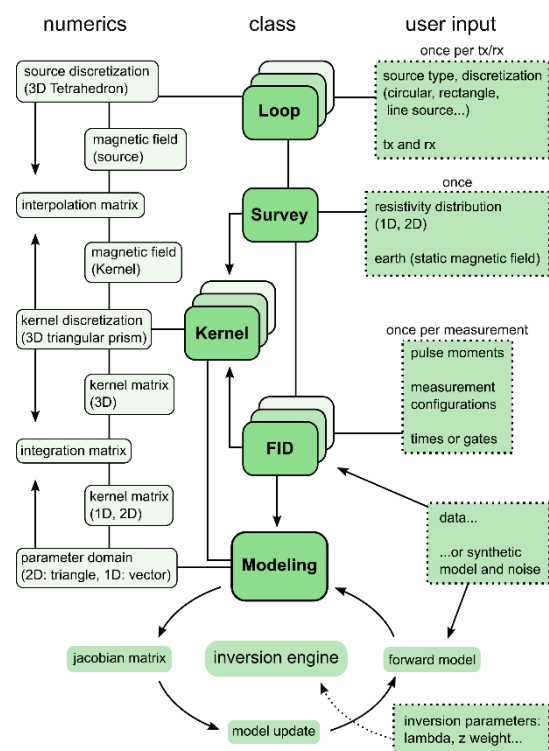 numerics
class
user input
source discretization
(3D Tetrahedron)
magnetic field
(source)
interpolation matrix
magnetic field
(Kernel)
kernel discretization
(3D triangular prism)
kernel matrix
(3D)
integration matrix
kernel matrix
(1D, 2D)
parameter domain
(2D: triangle, 1D: vector)
Loop
Survey
Kernel
FID
Modeling
once per tx/rx
source type, discretization
(circular, rectangle,
line source...)
tx and rx
once
resistivity distribution
(1D, 2D)
earth (static magnetic field)
once per measurement
pulse moments
measurement
configurations
times or gates
data...
...or synthetic
model and noise
jacobian matrix
inversion engine
forward model
model update
inversion parameters:
lambda, z weight...